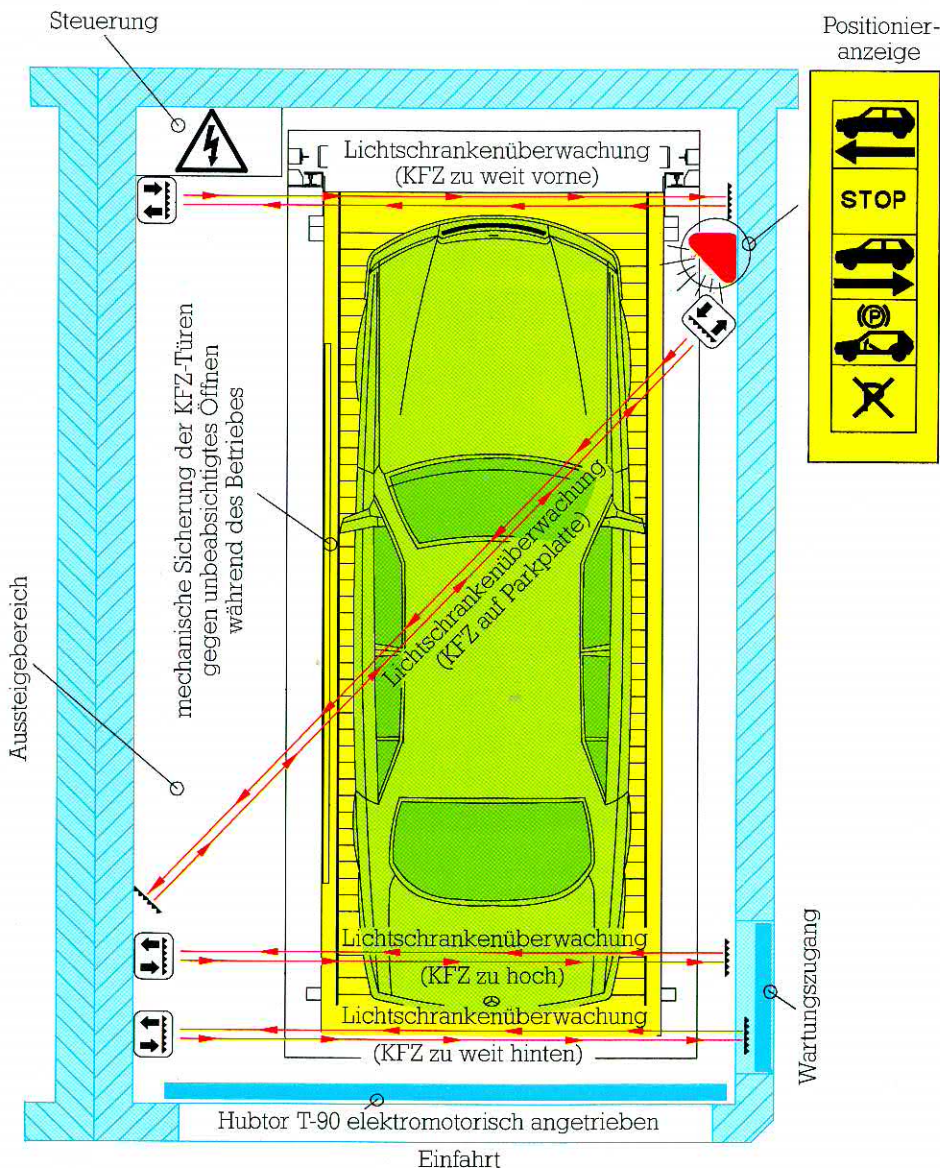 Steuerung
Positionier-
anzeige
Lichtschrankenüberwachung
(KFZ zu weit vorne)
STOP
(P)
P
mechanische Sicherung der KFZ-Türen
gegen unbeabsichtigtes Öffnen
während des Betriebes
Lichtschrankenüberwachung
(KFZ auf Parkplatte)
Aussteigebereich
Lichtschrankenüberwachung
(KFZ zu hoch)
Lichtschrankenüberwachung
(KFZ zu weit hinten)
Wartungszugang
Hubtor T-90 elektromotorisch angetrieben
Einfahrt